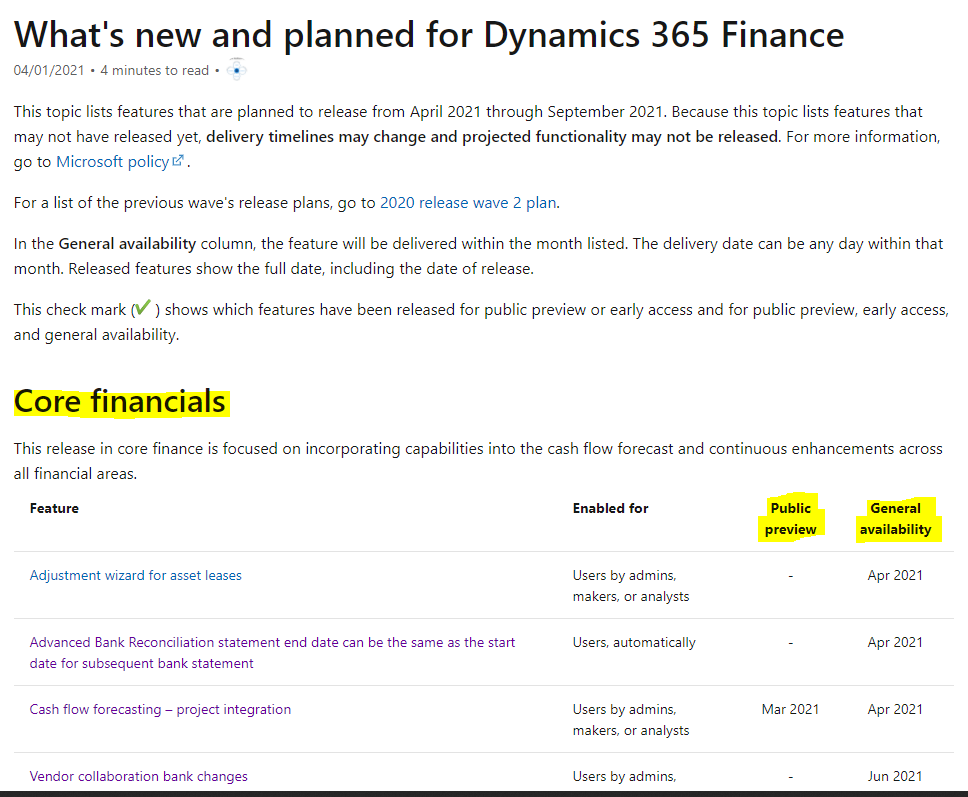 What's new and planned for Dynamics 365 Finance
04/01/2021 • 4 minutes to read •
This topic lists features that are planned to release from April 2021 through September 2021. Because this topic lists features that
may not have released yet, delivery timelines may change and projected functionality may not be released. For more information,
go to Microsoft policy.
For a list of the previous wave's release plans, go to 2020 release wave 2 plan.
In the General availability column, the feature will be delivered within the month listed. The delivery date can be any day within that
month. Released features show the full date, including the date of release.
This check mark (✔) shows which features have been released for public preview or early access and for public preview, early access,
and general availability.
Core financials
This release in core finance is focused on incorporating capabilities into the cash flow forecast and continuous enhancements across
all financial areas.
Feature Enabled for Public General
preview availability
Adjustment wizard for asset leases Users by admins, - Apr 2021
makers, or analysts
Advanced Bank Reconciliation statement end date can be the same as the start Users, automatically - Apr 2021
date for subsequent bank statement
Cash flow forecasting – project integration Users by admins, Mar 2021 Apr 2021
makers, or analysts
Vendor collaboration bank changes Users by admins, - Jun 2021